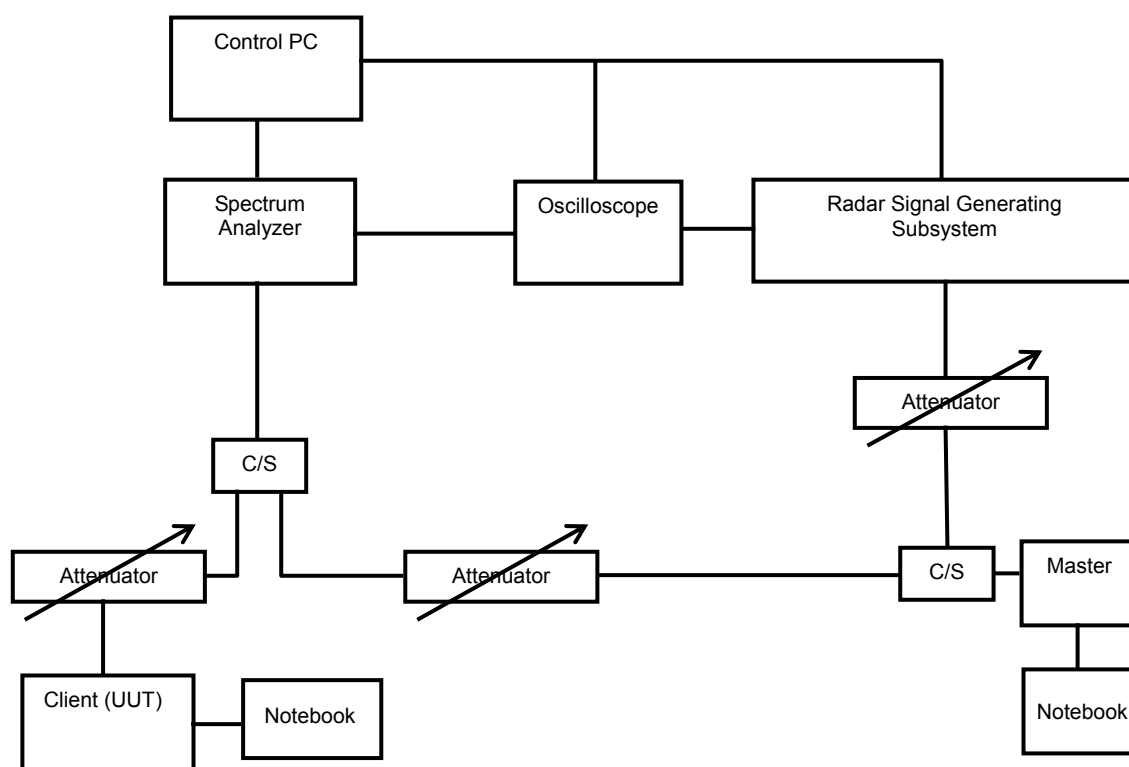 Control PC
Spectrum
Analyzer
Oscilloscope
Radar Signal Generating
Subsystem
Attenuator
C/S
Attenuator
Attenuator
C/S
Master
Client (UUT)
Notebook
Notebook